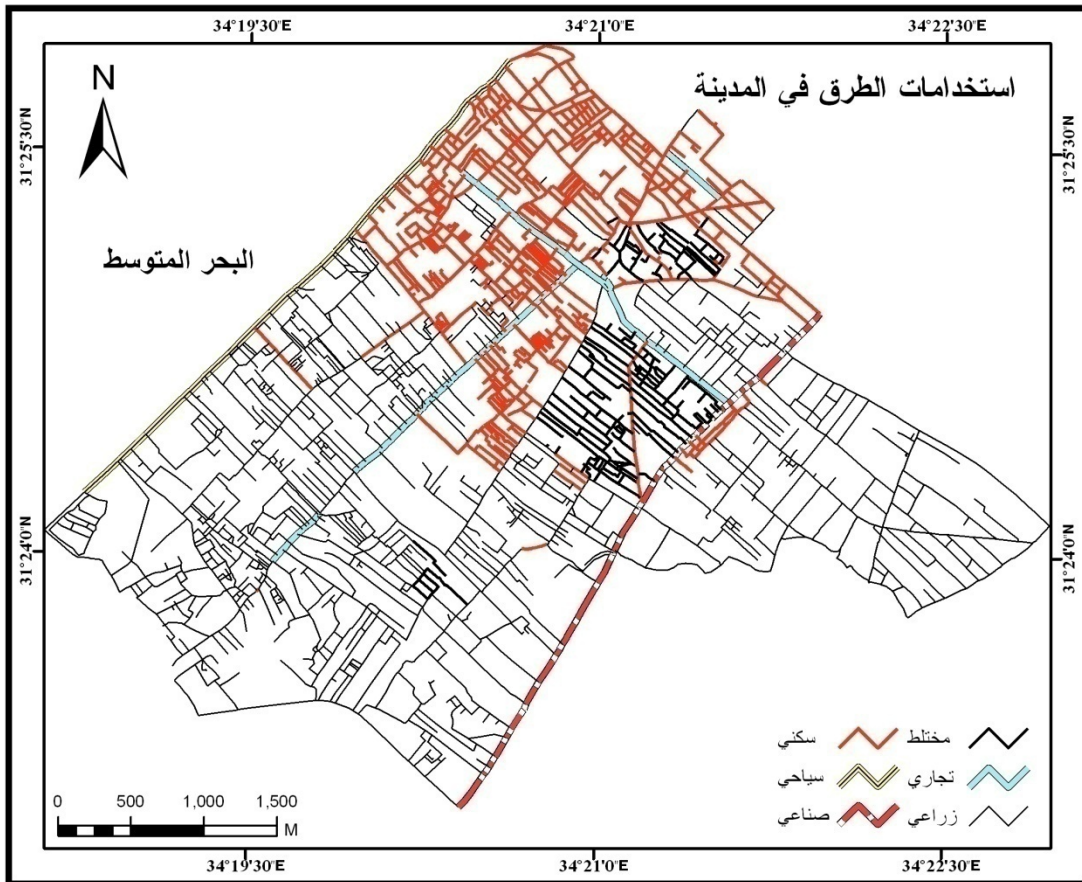 34°19'30"E 34°21'0"E 34°22'30"E
استخدامات الطرق في المدينة
N
31°25'30"N 31°25'30"N
البحر المتوسط
31°24'0"N 31°24'0"N
مختلط سكني
تجاري سياحي
زراعي صناعي
0 500 1,000 1,500
M
34°19'30"E 34°21'0"E 34°22'30"E